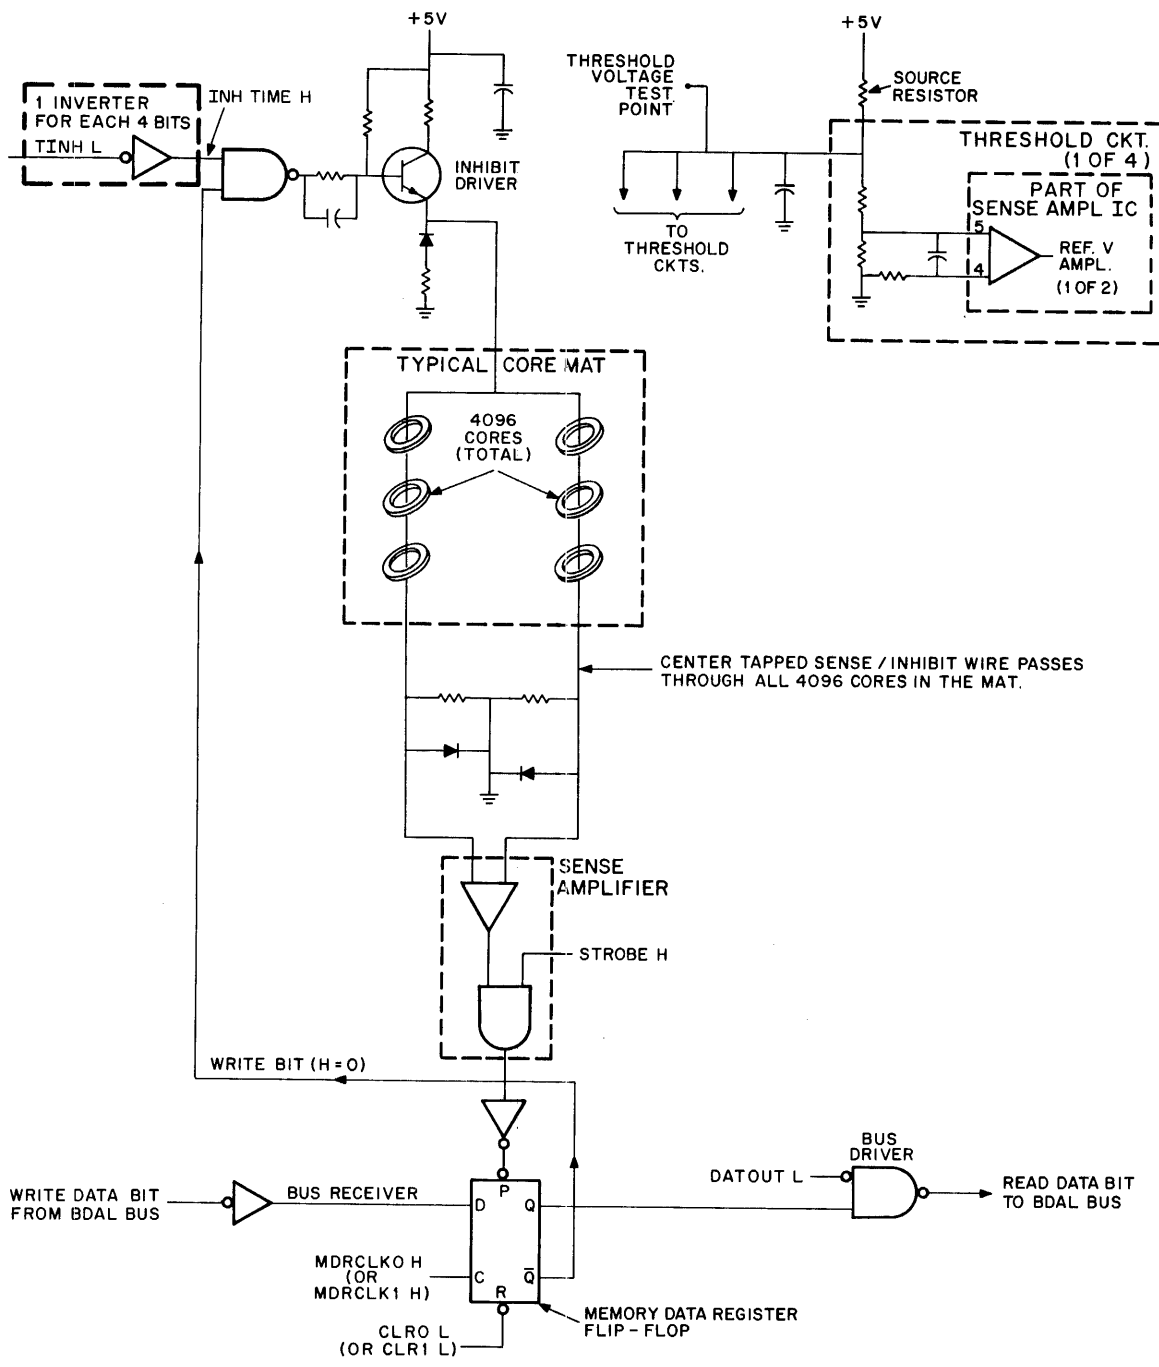 +5V
1 INVERTER
FOR EACH 4 BITS
TINH L
INH TIME H
INHIBIT
DRIVER
THRESHOLD
VOLTAGE
TEST
POINT
TO
THRESHOLD
CKTS.
+5V
SOURCE
RESISTOR
THRESHOLD CKT.
(1 OF 4)
PART OF
SENSE AMPL IC
5
4
REF. V
AMPL.
(1 OF 2)
TYPICAL CORE MAT
4096
CORES
(TOTAL)
CENTER TAPPED SENSE / INHIBIT WIRE PASSES
THROUGH ALL 4096 CORES IN THE MAT.
SENSE
AMPLIFIER
STROBE H
WRITE BIT (H=0)
WRITE DATA BIT
FROM BDAL BUS
BUS RECEIVER
P
D
Q
C
Q̅
R
MDRCLK0 H
(OR
MDRCLK1 H)
CLR0 L
(OR CLR1 L)
MEMORY DATA REGISTER
FLIP-FLOP
DATOUT L
BUS
DRIVER
READ DATA BIT
TO BDAL BUS